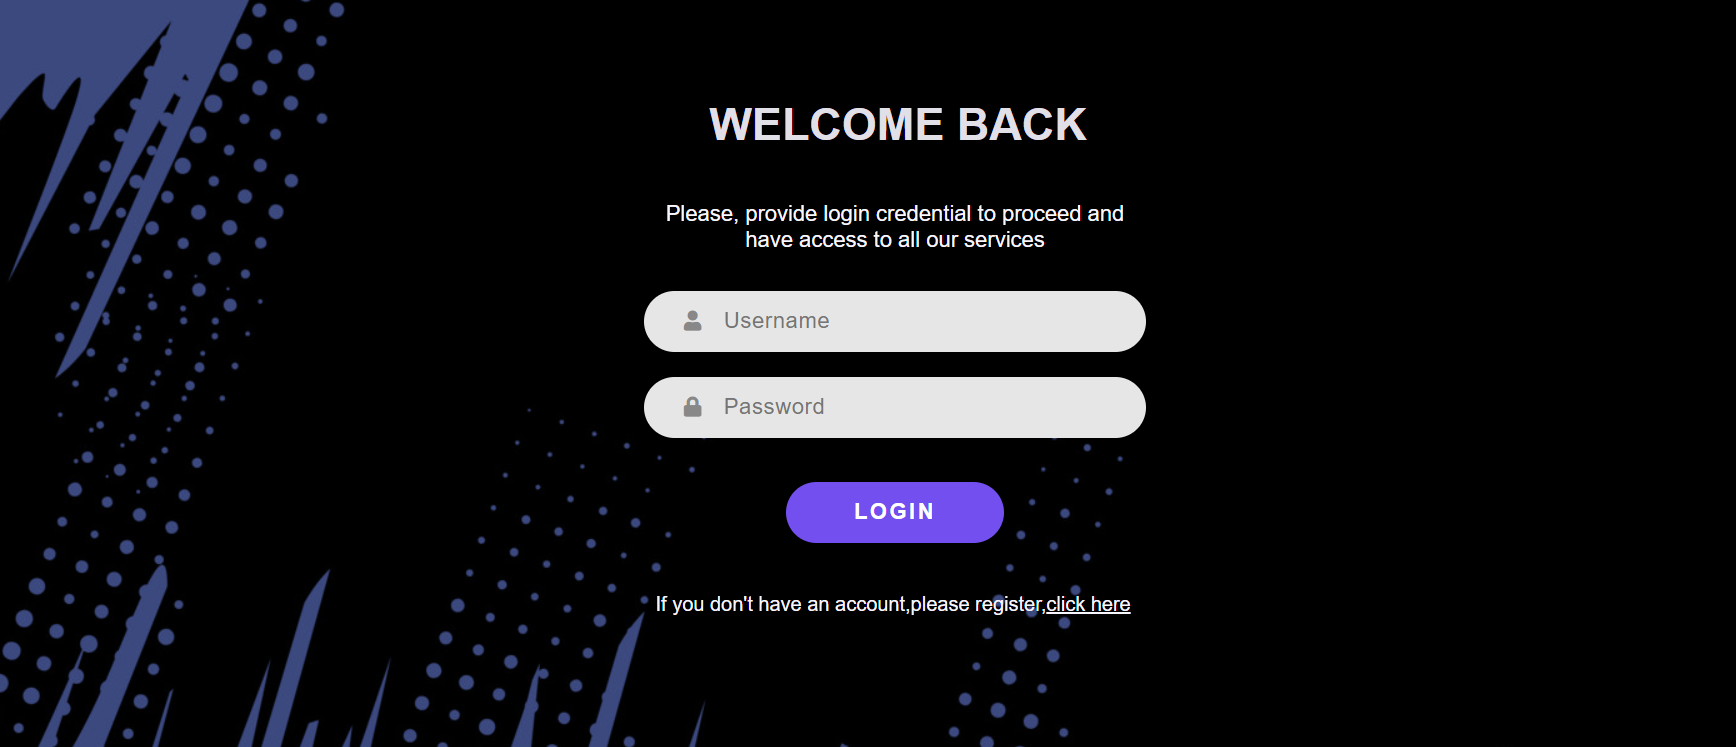 WELCOME BACK
Please, provide login credential to proceed and
have access to all our services
Username
Password
LOGIN
If you don't have an account,please register,click here